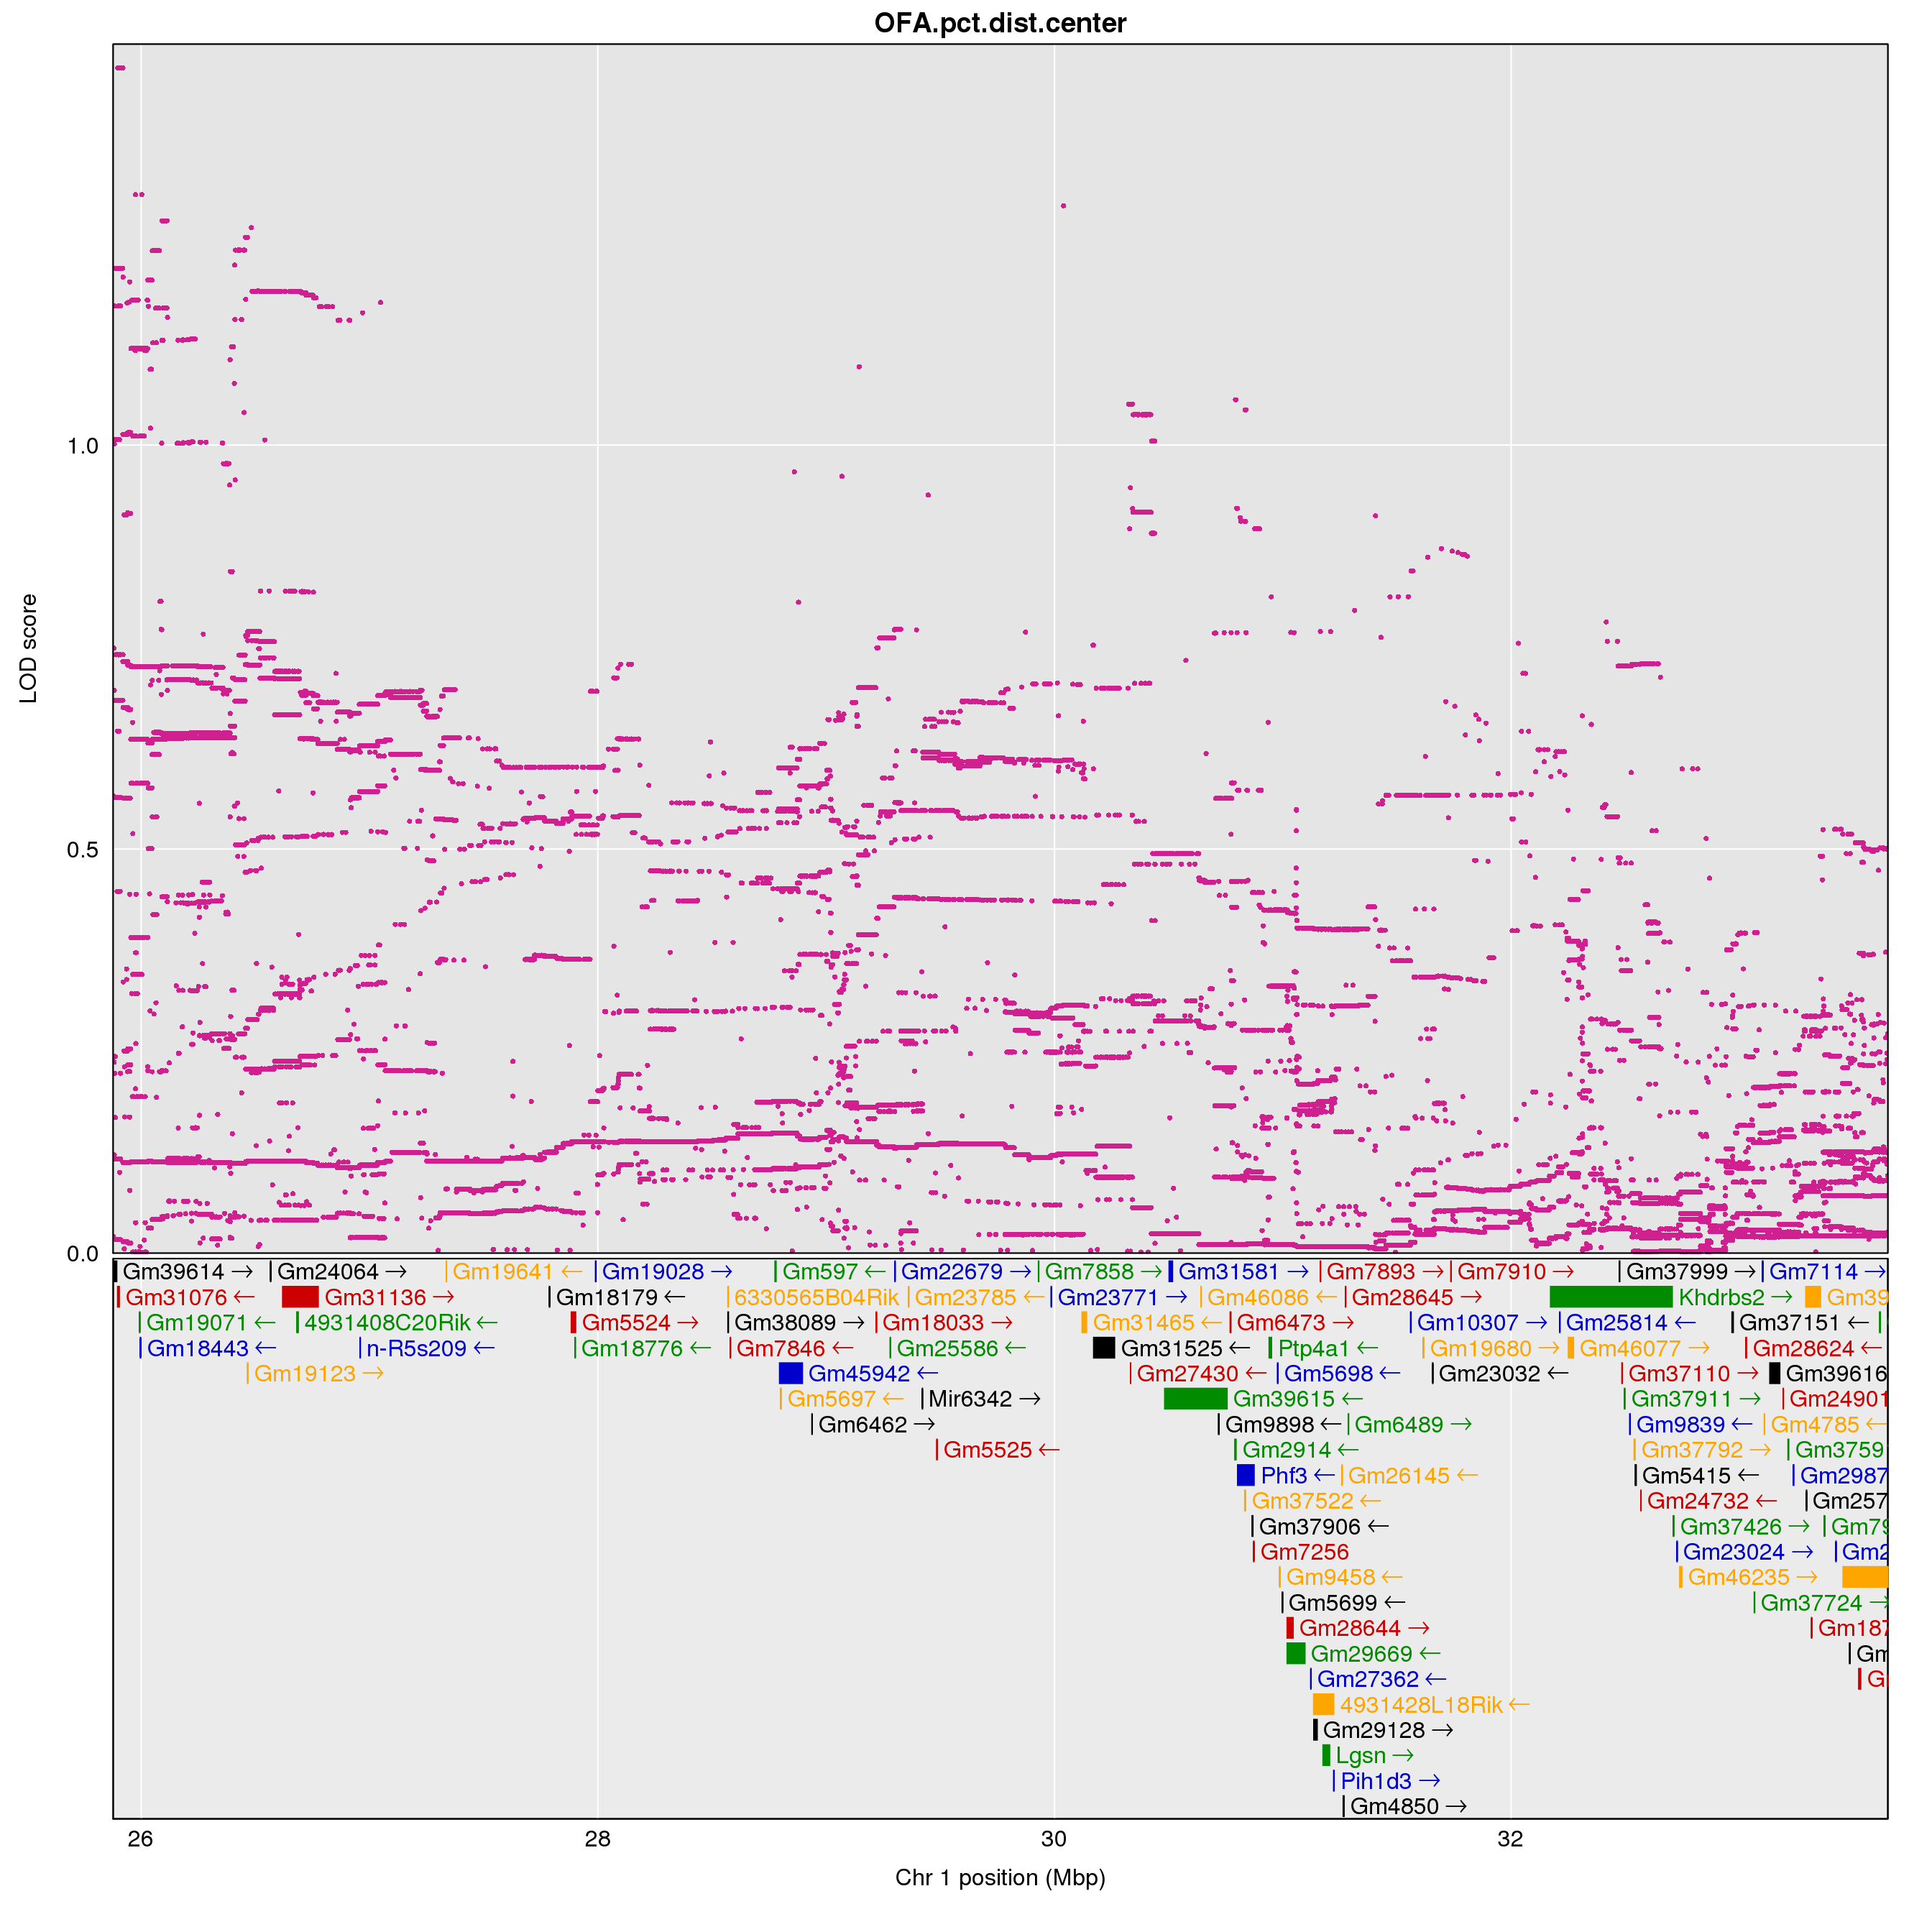 OFA.pct.dist.center
1.0
LOD score
0.5
0.0
Gm39614 → Gm24064 → Gm19641 ← Gm19028 → Gm597 ← Gm22679 → Gm7858 → Gm31581 → Gm7893 → Gm7910 → Gm37999 → Gm7114 →
Gm31076 ← Gm31136 → 6330565B04Rik Gm23785 ← Gm23771 → Gm46086 ← Gm28645 → Khdrbs2 → Gm39
Gm19071 ← 4931408C20Rik ← Gm18179 ← Gm5524 → Gm38089 → Gm18033 → Gm31465 ← Gm6473 → Gm10307 → Gm25814 ← Gm37151 ←
Gm18443 ← n-R5s209 ← Gm18776 ← Gm7846 ← Gm25586 ← Gm31525 ← Ptp4a1 ← Gm19680 → Gm46077 → Gm28624 ←
Gm19123 → Gm45942 ← Gm27430 ← Gm5698 ← Gm23032 ← Gm37110 → Gm39616
Gm5697 ← Mir6342 → Gm39615 ← Gm37911 → Gm24901
Gm6462 → Gm9898 ← Gm6489 → Gm9839 ← Gm4785 ←
Gm5525 ← Gm2914 ← Gm37792 → Gm3759
Phf3 ← Gm26145 ← Gm5415 ← Gm2987
Gm37522 ← Gm24732 ← Gm257
Gm37906 ← Gm37426 → Gm79
Gm7256 Gm23024 → Gm2
Gm9458 ← Gm46235 →
Gm5699 ← Gm37724 →
Gm28644 → Gm187
Gm29669 ← Gm
Gm27362 ← G
4931428L18Rik ←
Gm29128 →
Lgsn →
Pih1d3 →
Gm4850 →
26 28 30 32
Chr 1 position (Mbp)